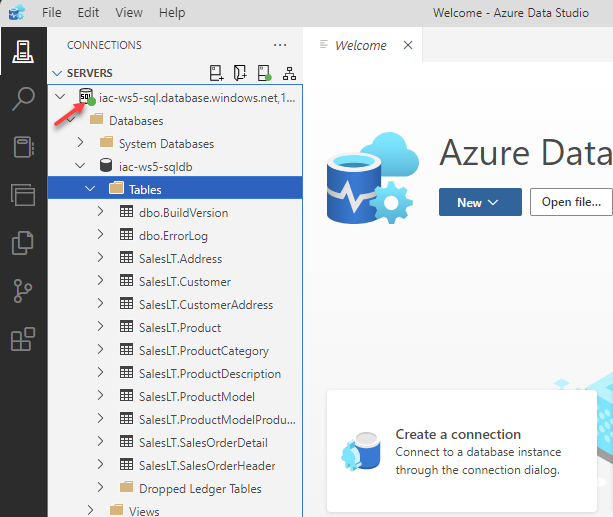 File Edit View Help Welcome - Azure Data Studio
CONNECTIONS ...
Welcome
SERVERS
SQL iac-ws5-sql.database.windows.net,1...
Databases
System Databases
iac-ws5-sqldb
Tables
dbo.BuildVersion
dbo.ErrorLog
SalesLT.Address
SalesLT.Customer
SalesLT.CustomerAddress
SalesLT.Product
SalesLT.ProductCategory
SalesLT.ProductDescription
SalesLT.ProductModel
SalesLT.ProductModelProdu...
SalesLT.SalesOrderDetail
SalesLT.SalesOrderHeader
Dropped Ledger Tables
Views
Azure Data
New
Open file...
Create a connection
Connect to a database instance
through the connection dialog.